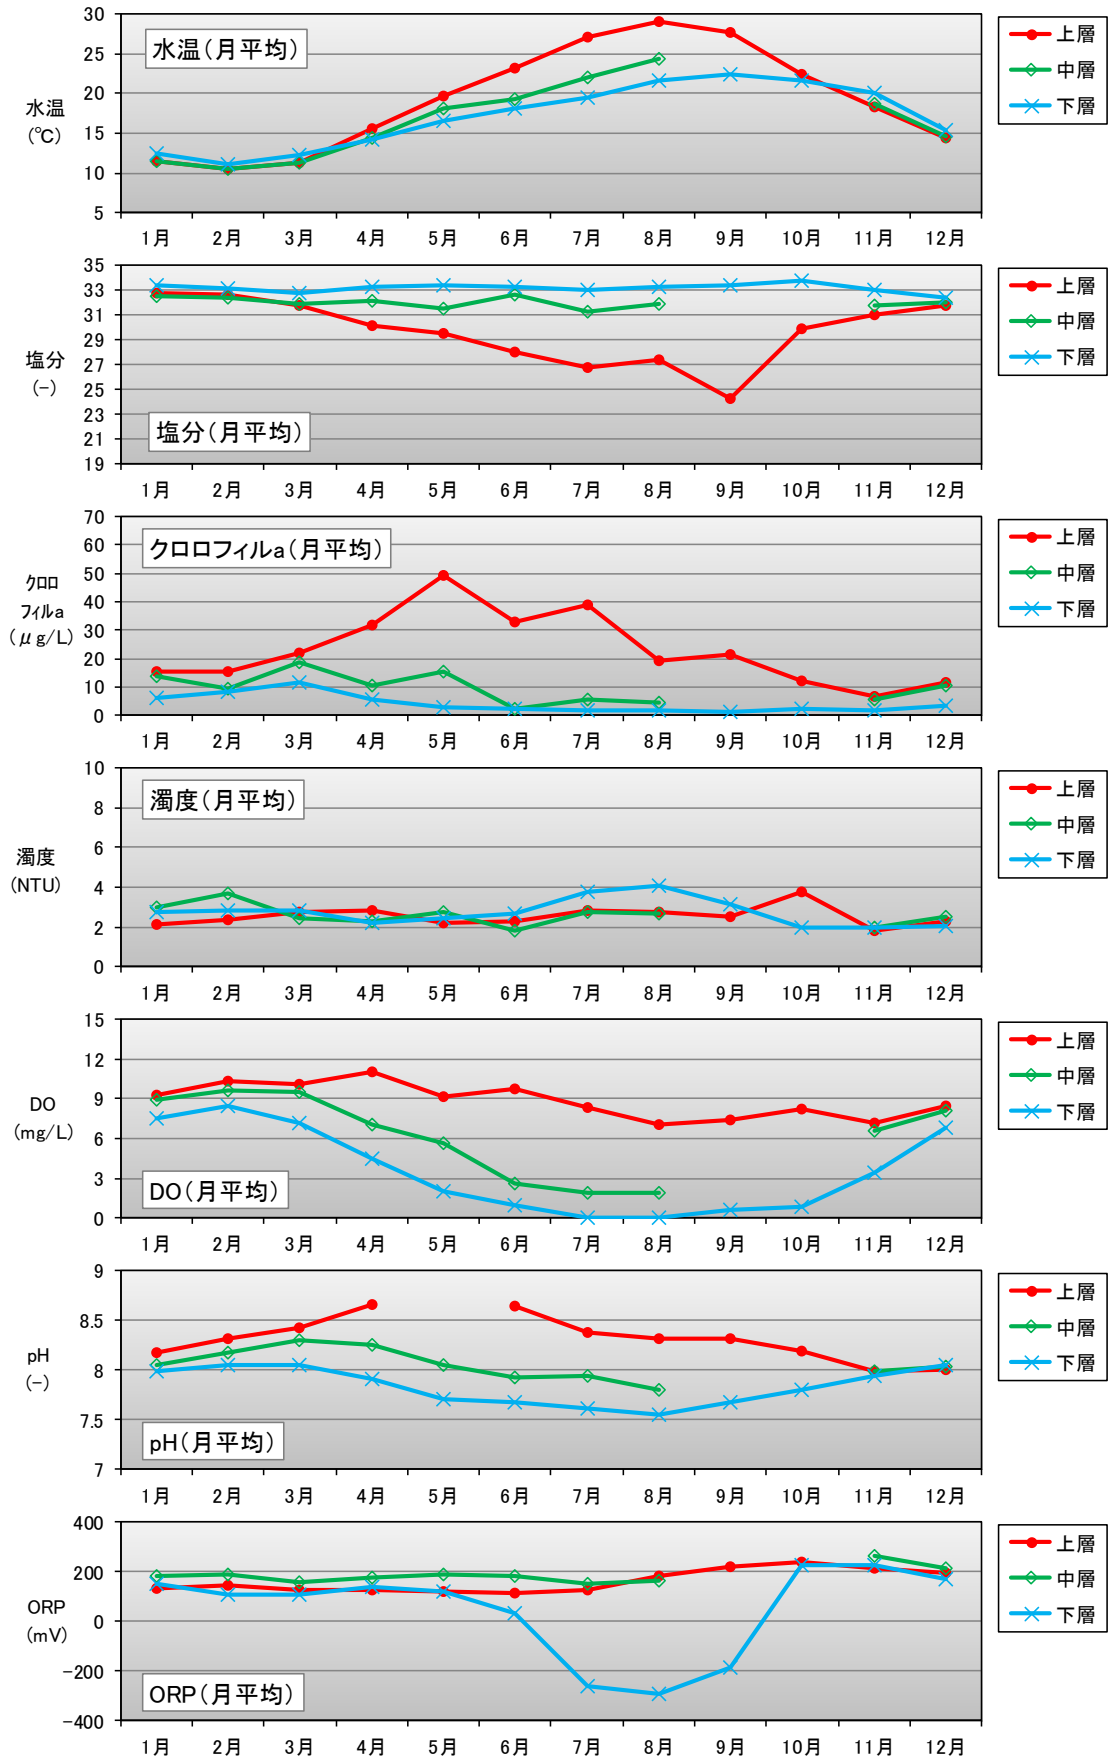 30
25
20
15
10
5
水温
(℃)
水温(月平均)
上層
中層
下層
1月 2月 3月 4月 5月 6月 7月 8月 9月 10月 11月 12月
35
33
31
29
27
25
23
21
19
塩分
(-)
塩分(月平均)
上層
中層
下層
1月 2月 3月 4月 5月 6月 7月 8月 9月 10月 11月 12月
70
60
50
40
30
20
10
0
ｸﾛﾛ
ﾌｨﾙa
(μg/L)
クロロフィルa(月平均)
上層
中層
下層
1月 2月 3月 4月 5月 6月 7月 8月 9月 10月 11月 12月
10
8
6
4
2
0
濁度
(NTU)
濁度(月平均)
上層
中層
下層
1月 2月 3月 4月 5月 6月 7月 8月 9月 10月 11月 12月
15
12
9
6
3
0
DO
(mg/L)
DO(月平均)
上層
中層
下層
1月 2月 3月 4月 5月 6月 7月 8月 9月 10月 11月 12月
9
8.5
8
7.5
7
pH
(-)
pH(月平均)
上層
中層
下層
1月 2月 3月 4月 5月 6月 7月 8月 9月 10月 11月 12月
400
200
0
-200
-400
ORP
(mV)
ORP(月平均)
上層
中層
下層
1月 2月 3月 4月 5月 6月 7月 8月 9月 10月 11月 12月